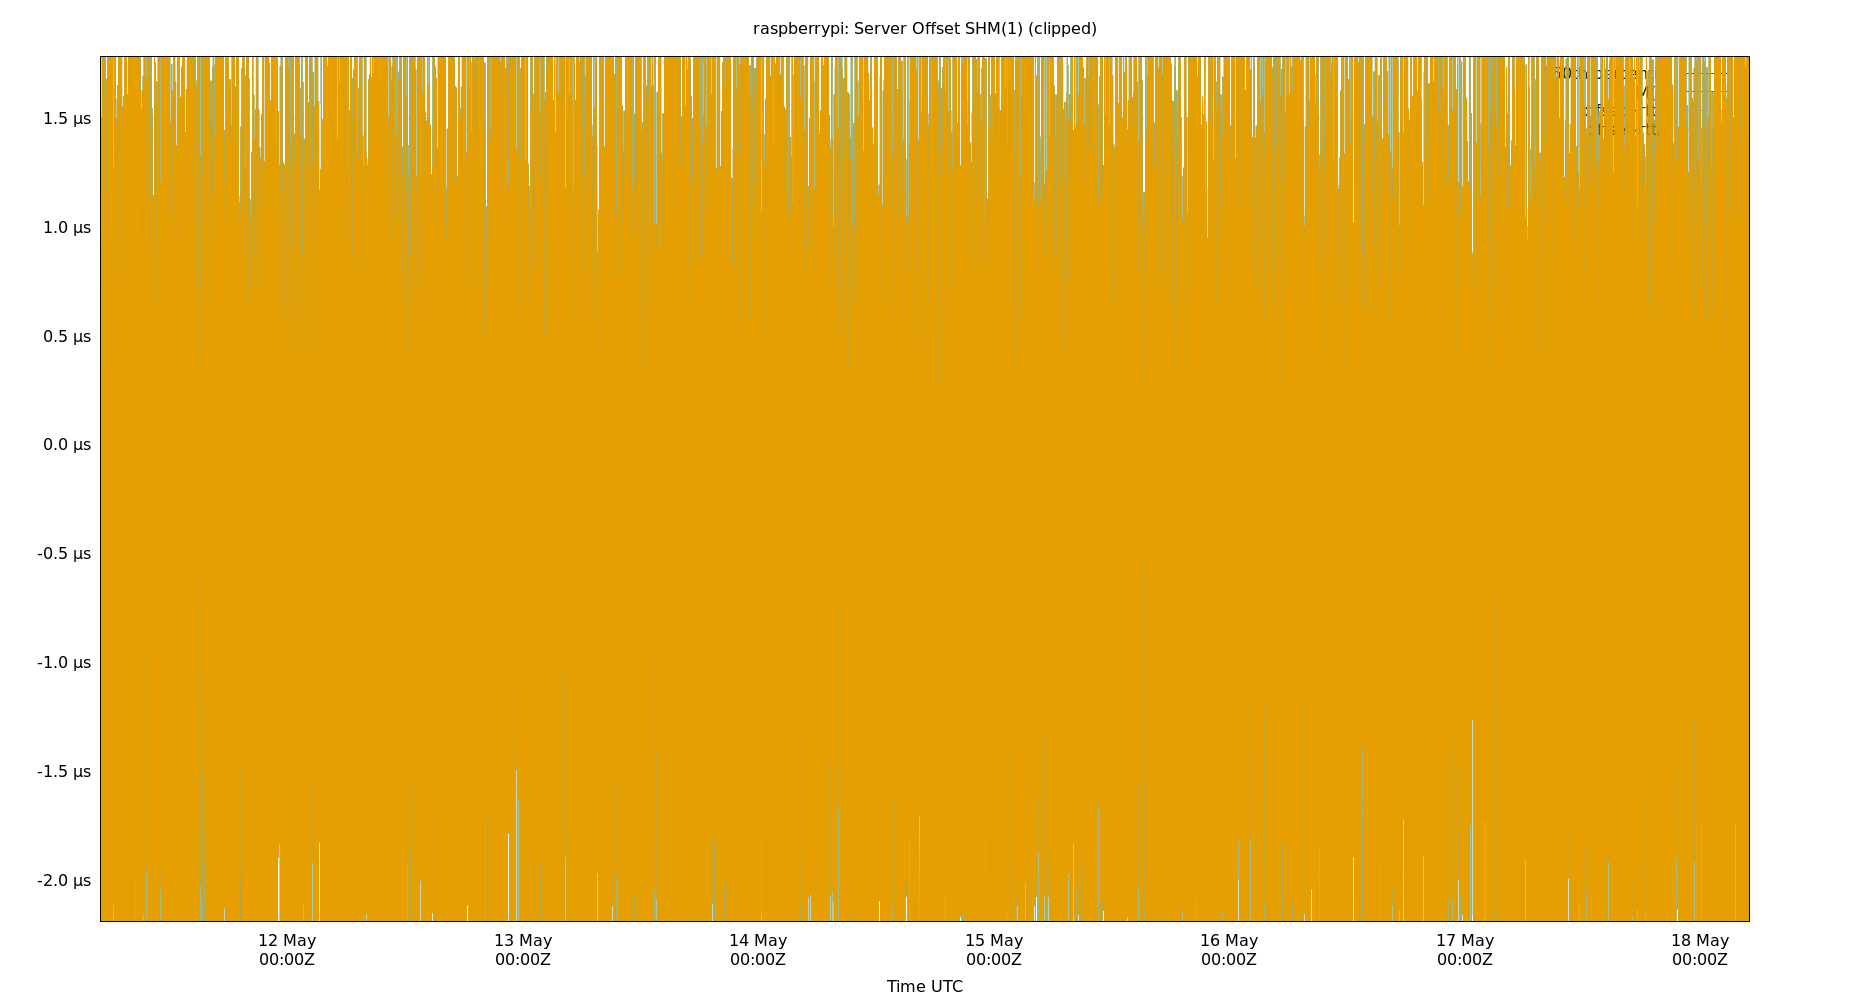 raspberrypi: Server Offset SHM(1) (clipped)
1.5 µs
1.0 µs
0.5 µs
0.0 µs
-0.5 µs
-1.0 µs
-1.5 µs
-2.0 µs
12 May 13 May 14 May 15 May 16 May 17 May 18 May
00:00Z 00:00Z 00:00Z 00:00Z 00:00Z 00:00Z 00:00Z
Time UTC